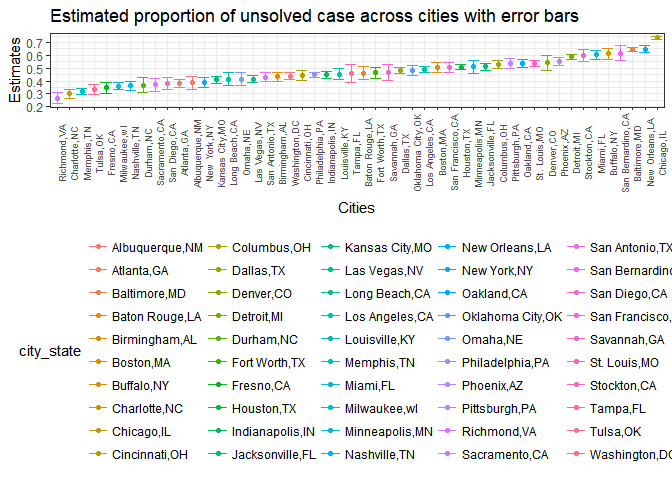 Estimated proportion of unsolved case across cities with error bars
Estimates
0.7
0.6
0.5
0.4
0.3
0.2
Richmond,VA
Charlotte,NC
Memphis,TN
Tulsa,OK
Fresno,CA
Milwaukee,wI
Nashville,TN
Durham,NC
Sacramento,CA
San Diego,CA
Atlanta,GA
Albuquerque,NM
New York,NY
Kansas City,MO
Long Beach,CA
Omaha,NE
Las Vegas,NV
San Antonio,TX
Birmingham,AL
Washington,DC
Cincinnati,OH
Philadelphia,PA
Indianapolis,IN
Louisville,KY
Tampa,FL
Baton Rouge,LA
Fort Worth,TX
Savannah,GA
Dallas,TX
Oklahoma City,OK
Los Angeles,CA
Boston,MA
San Francisco,CA
Houston,TX
Minneapolis,MN
Jacksonville,FL
Columbus,OH
Pittsburgh,PA
Oakland,CA
St. Louis,MO
Denver,CO
Phoenix,AZ
Detroit,MI
Stockton,CA
Miami,FL
Buffalo,NY
San Bernardino,CA
Baltimore,MD
New Orleans,LA
Chicago,IL
Cities
city_state
Albuquerque,NM
Atlanta,GA
Baltimore,MD
Baton Rouge,LA
Birmingham,AL
Boston,MA
Buffalo,NY
Charlotte,NC
Chicago,IL
Cincinnati,OH
Columbus,OH
Dallas,TX
Denver,CO
Detroit,MI
Durham,NC
Fort Worth,TX
Fresno,CA
Houston,TX
Indianapolis,IN
Jacksonville,FL
Kansas City,MO
Las Vegas,NV
Long Beach,CA
Los Angeles,CA
Louisville,KY
Memphis,TN
Miami,FL
Milwaukee,wI
Minneapolis,MN
Nashville,TN
New Orleans,LA
New York,NY
Oakland,CA
Oklahoma City,OK
Omaha,NE
Philadelphia,PA
Phoenix,AZ
Pittsburgh,PA
Richmond,VA
Sacramento,CA
San Antonio,TX
San Bernardino
San Diego,CA
San Francisco,
Savannah,GA
St. Louis,MO
Stockton,CA
Tampa,FL
Tulsa,OK
Washington,DC